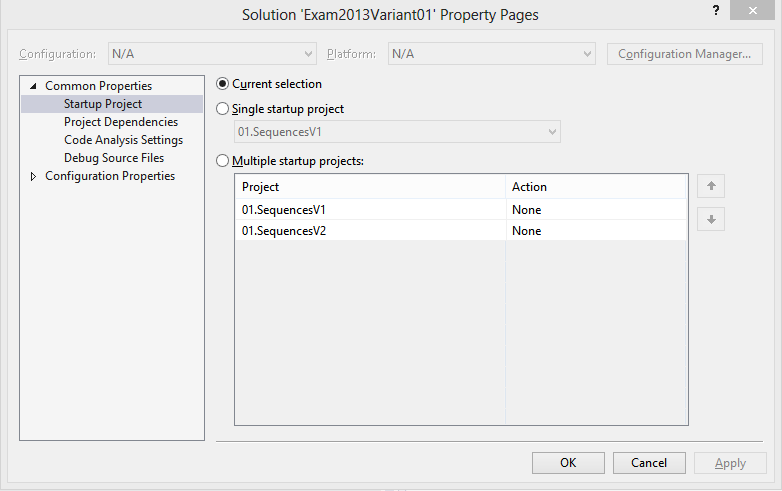 Solution 'Exam2013Variant01' Property Pages
?
Configuration: N/A Platform: N/A Configuration Manager...
Common Properties
Startup Project
Project Dependencies
Code Analysis Settings
Debug Source Files
Configuration Properties
Current selection
Single startup project
01.SequencesV1
Multiple startup projects:
Project Action
01.SequencesV1 None
01.SequencesV2 None
OK Cancel Apply